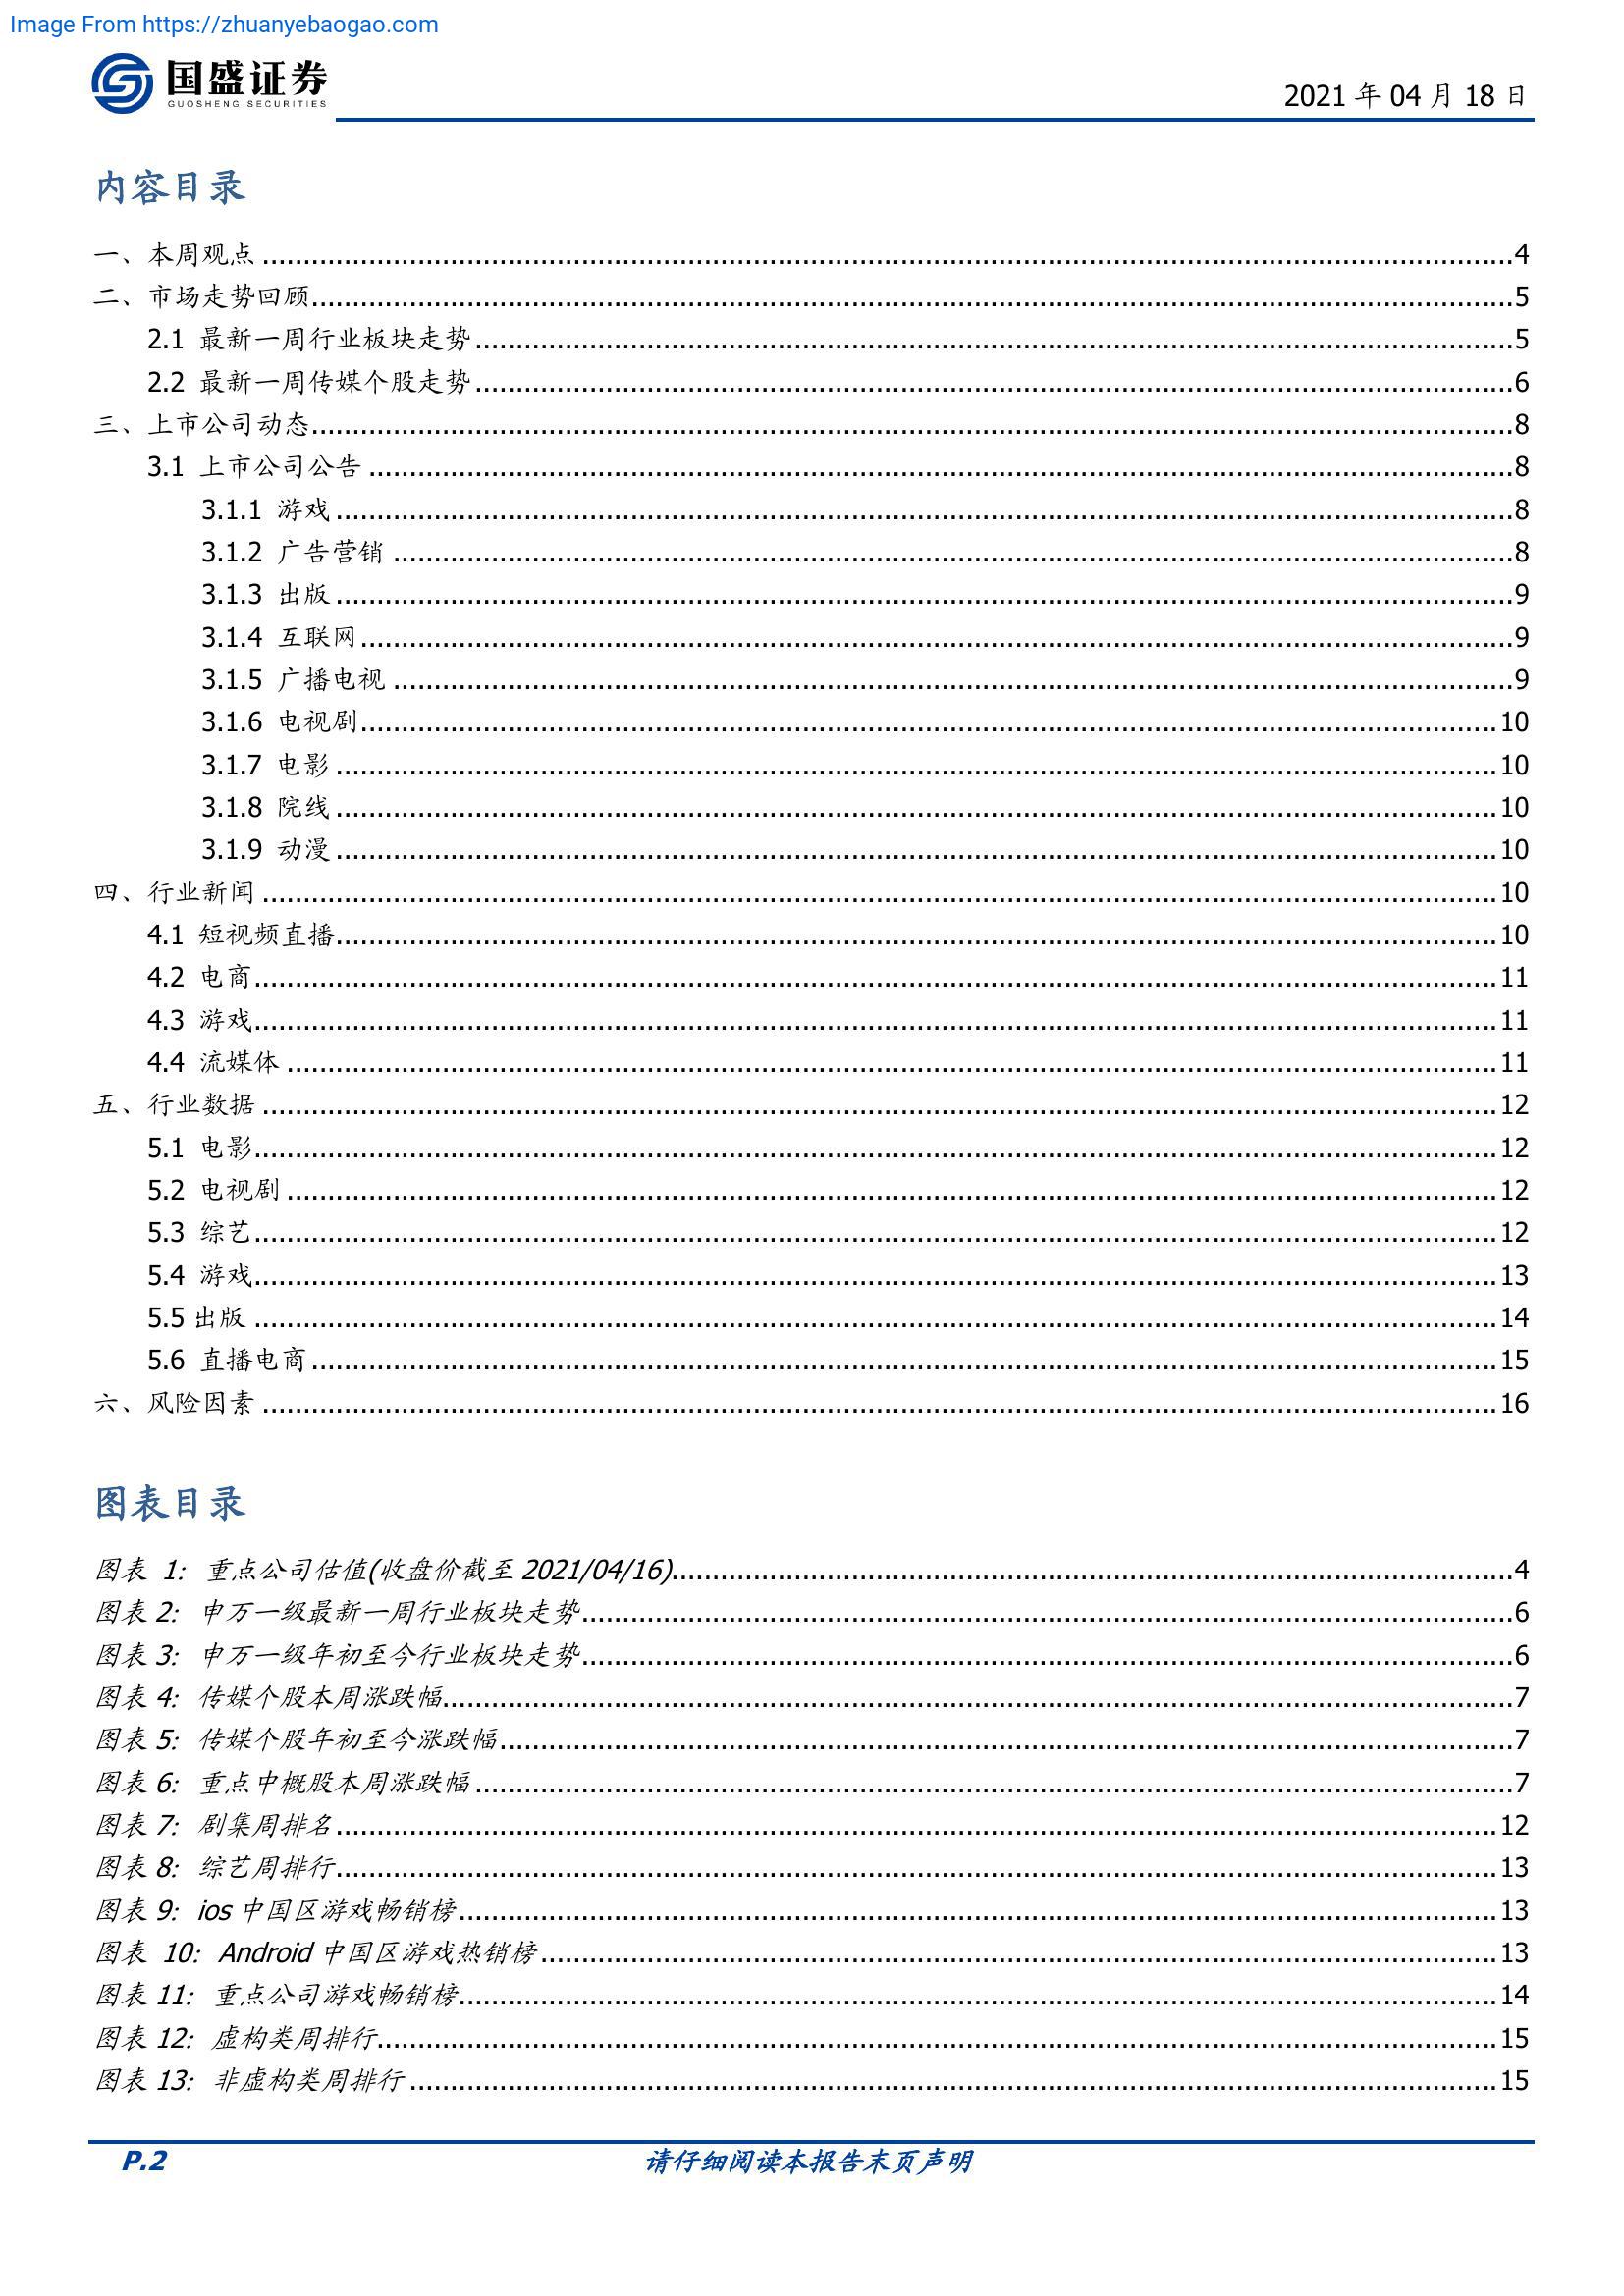 Image From https://zhuanyebaogao.com
国盛证券
GUOSHENG SECURITIES
2021 年 04 月 18 日
内容目录
一、本周观点 ........ 4
二、市场走势回顾 ........ 5
2.1 最新一周行业板块走势 ........ 5
2.2 最新一周传媒个股走势 ........ 6
三、上市公司动态 ........ 8
3.1 上市公司公告 ........ 8
3.1.1 游戏 ........ 8
3.1.2 广告营销 ........ 8
3.1.3 出版 ........ 9
3.1.4 互联网 ........ 9
3.1.5 广播电视 ........ 9
3.1.6 电视剧 ........ 10
3.1.7 电影 ........ 10
3.1.8 院线 ........ 10
3.1.9 动漫 ........ 10
四、行业新闻 ........ 10
4.1 短视频直播 ........ 10
4.2 电商 ........ 11
4.3 游戏 ........ 11
4.4 流媒体 ........ 11
五、行业数据 ........ 12
5.1 电影 ........ 12
5.2 电视剧 ........ 12
5.3 综艺 ........ 12
5.4 游戏 ........ 13
5.5 出版 ........ 14
5.6 直播电商 ........ 15
六、风险因素 ........ 16
图表目录
图表 1: 重点公司估值(收盘价截至 2021/04/16) ........ 4
图表 2: 申万一级最新一周行业板块走势 ........ 6
图表 3: 申万一级年初至今行业板块走势 ........ 6
图表 4: 传媒个股本周涨跌幅 ........ 7
图表 5: 传媒个股年初至今涨跌幅 ........ 7
图表 6: 重点中概股本周涨跌幅 ........ 7
图表 7: 剧集周排名 ........ 12
图表 8: 综艺周排行 ........ 13
图表 9: ios 中国区游戏畅销榜 ........ 13
图表 10: Android 中国区游戏热销榜 ........ 13
图表 11: 重点公司游戏畅销榜 ........ 14
图表 12: 虚构类周排行 ........ 15
图表 13: 非虚构类周排行 ........ 15
P.2
请仔细阅读本报告末页声明